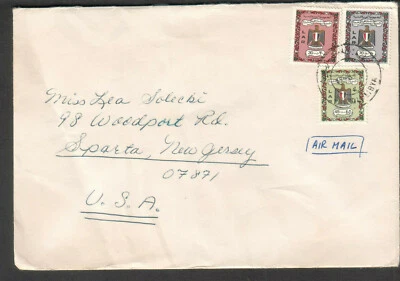 Miss Lea Solecki
98 Woodport Rd.
Sparta, New Jersey
07871
U.S.A.
AIR MAIL